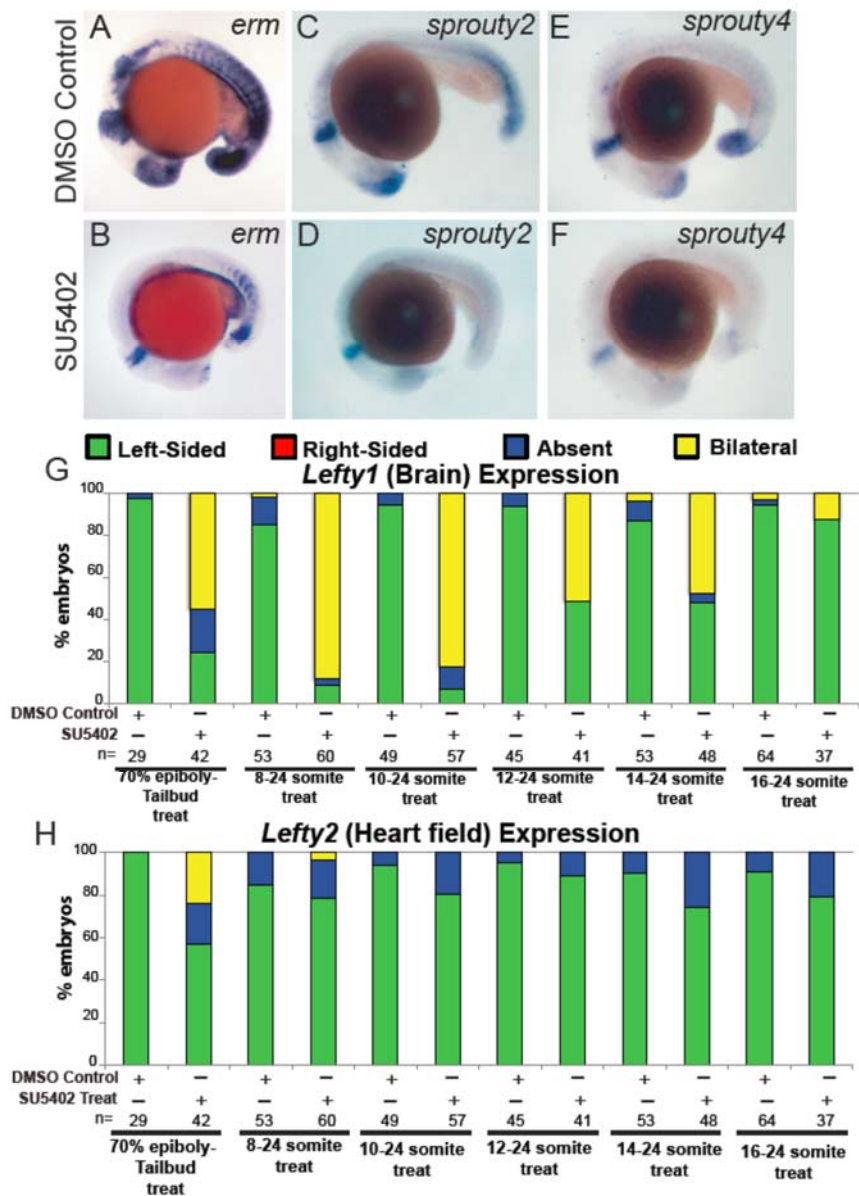 A erm C sprouty2 E sprouty4
DMSO Control
B erm D sprouty2 F sprouty4
SU5402
Left-Sided Right-Sided Absent Bilateral
G Lefty1 (Brain) Expression
100
80
60
40
20
0
% embryos
DMSO Control + – + – + – + – + – + –
SU5402 – + – + – + – + – + – +
n= 29 42 53 60 49 57 45 41 53 48 64 37
70% epiboly- 8-24 somite 10-24 somite 12-24 somite 14-24 somite 16-24 somite
Tailbud treat treat treat treat treat
treat
H Lefty2 (Heart field) Expression
100
80
60
40
20
0
% embryos
DMSO Control + – + – + – + – + – + –
SU5402 Treat – + – + – + – + – + – +
n= 29 42 53 60 49 57 45 41 53 48 64 37
70% epiboly- 8-24 somite 10-24 somite 12-24 somite 14-24 somite 16-24 somite
Tailbud treat treat treat treat treat
treat